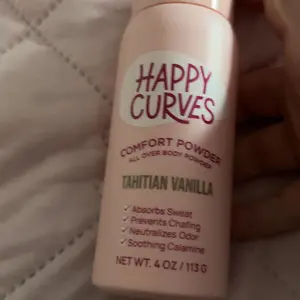 HAPPY
CURVES
COMFORT POWDER
ALL OVER BODY POWDER
TAHITIAN VANILLA
✓ Absorbs Sweat
✓ Prevents Chafing
✓ Neutralizes Odor
✓ Soothing Calamine
NET WT. 4 OZ / 113 G